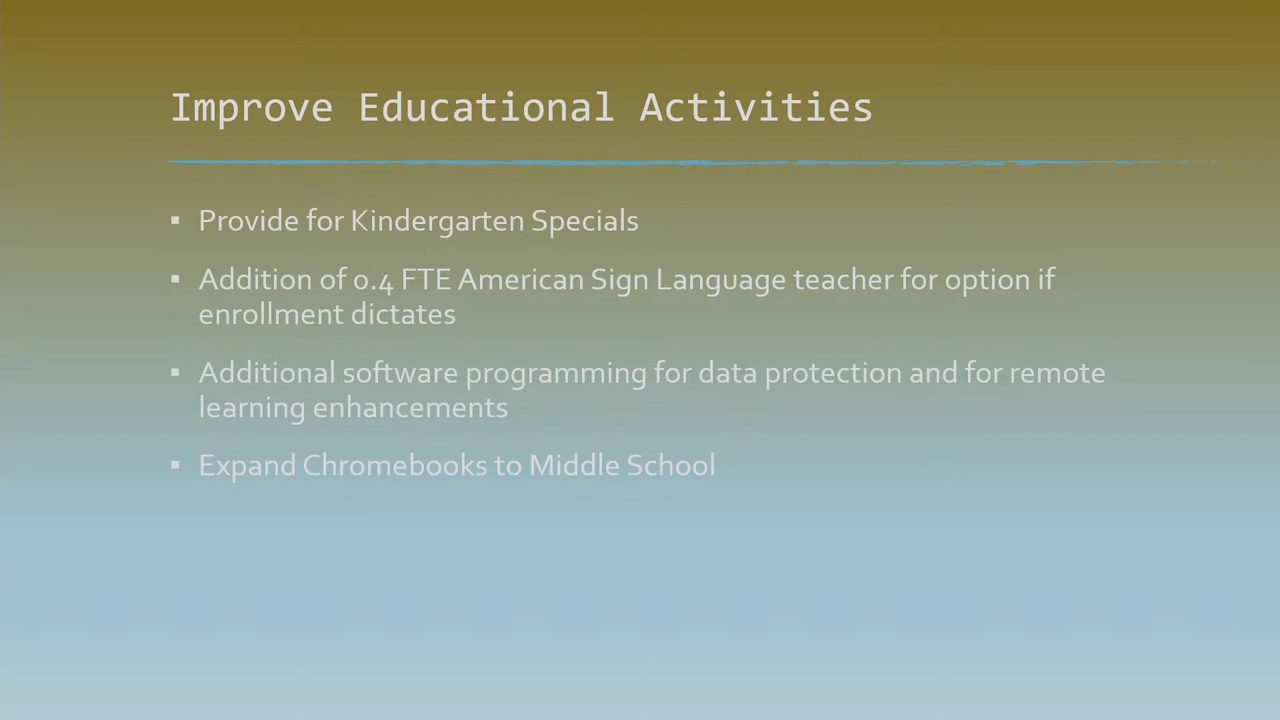 Improve Educational Activities
▪ Provide for Kindergarten Specials
▪ Addition of 0.4 FTE American Sign Language teacher for option if
enrollment dictates
▪ Additional software programming for data protection and for remote
learning enhancements
▪ Expand Chromebooks to Middle School